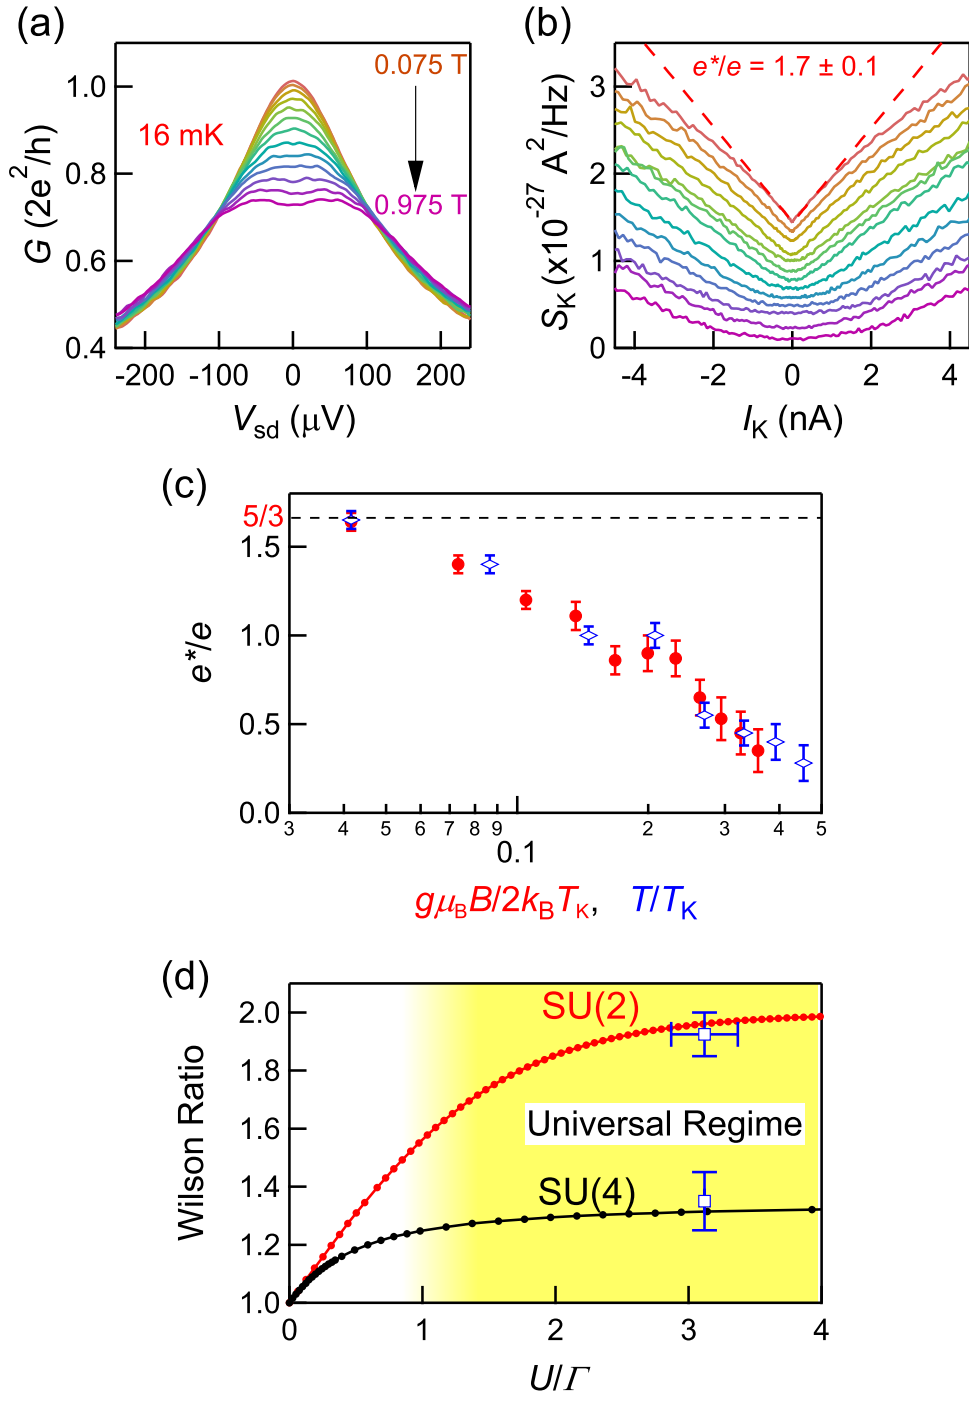 (a)
0.075 T
16 mK
0.975 T
1.0
0.8
0.6
0.4
G (2e²/h)
-200 -100 0 100 200
V_sd (μV)
(b)
e*/e = 1.7 ± 0.1
3
2
1
0
S_K (x10⁻²⁷ A²/Hz)
-4 -2 0 2 4
I_K (nA)
(c)
5/3
1.5
1.0
0.5
0.0
e*/e
3 4 5 6 7 8 9 2 3 4 5
0.1
gμ_BB/2k_BT_K, T/T_K
(d)
SU(2)
Universal Regime
SU(4)
2.0
1.8
1.6
1.4
1.2
1.0
Wilson Ratio
0 1 2 3 4
U/Γ